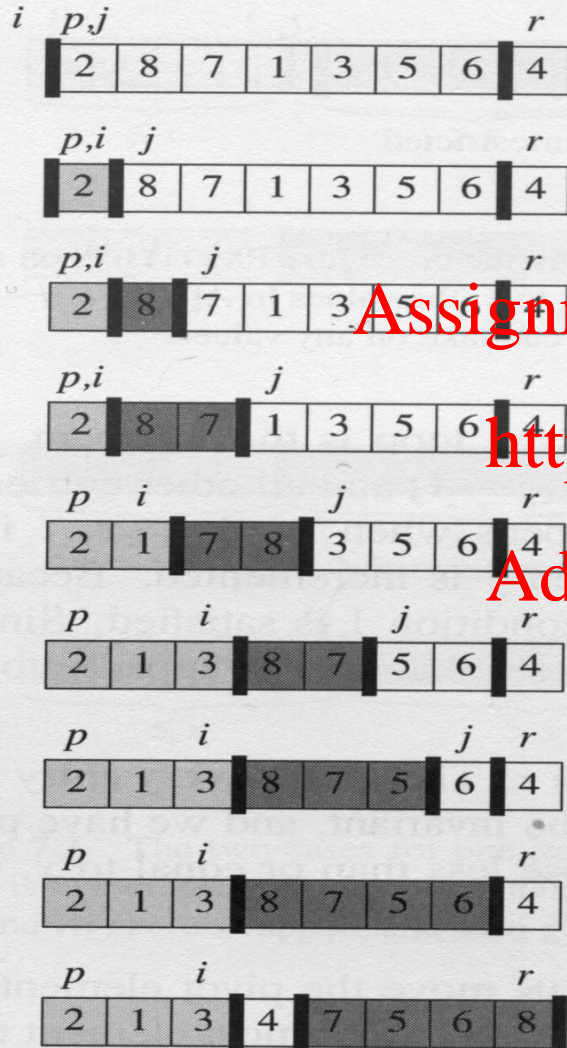 i p,j r
2 8 7 1 3 5 6 4
p,i j r
2 8 7 1 3 5 6 4
p,i j r
2 8 7 1 3 5 6 4
p,i j r
2 8 7 1 3 5 6 4
p i j r
2 1 7 8 3 5 6 4
p i j r
2 1 3 8 7 5 6 4
p i j r
2 1 3 8 7 5 6 4
p i r
2 1 3 8 7 5 6 4
p i r
2 1 3 4 7 5 6 8